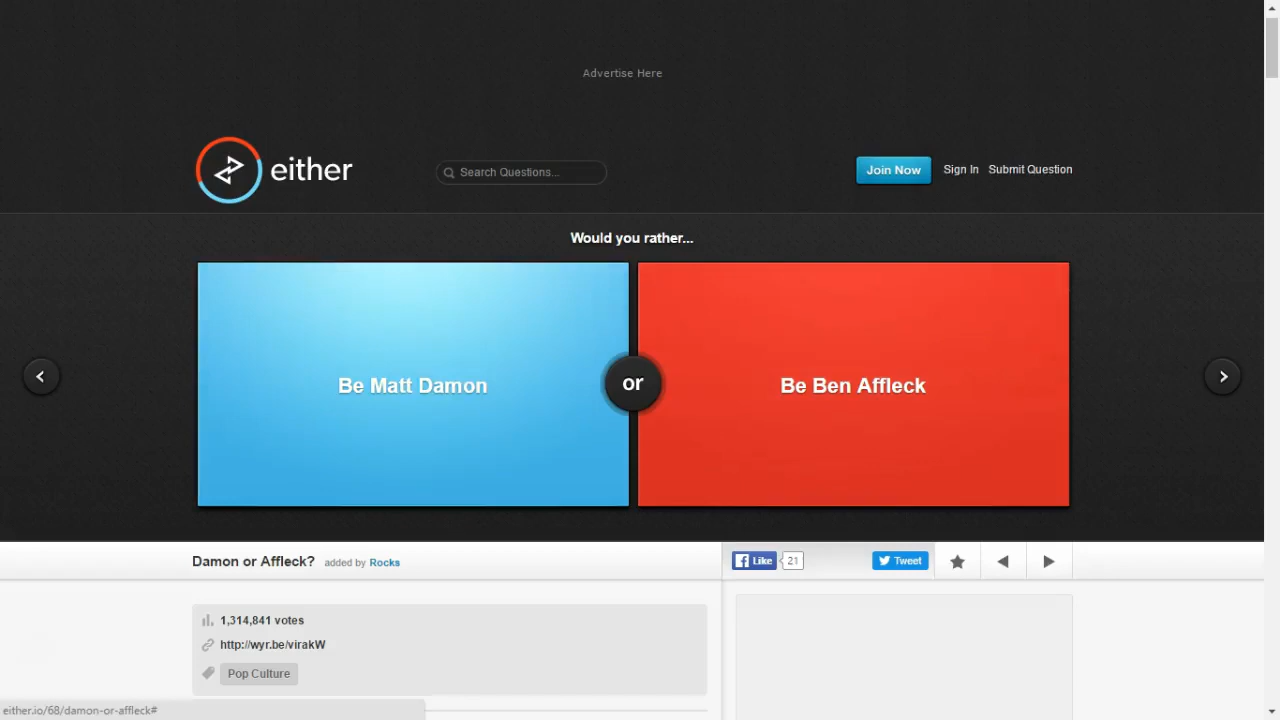 Advertise Here
either
Search Questions...
Join Now
Sign In
Submit Question
Would you rather...
Be Matt Damon
or
Be Ben Affleck
Damon or Affleck? added by Rocks
Like 21
Tweet
1,314,841 votes
http://wyr.be/virakW
Pop Culture
either.io/68/damon-or-affleck#